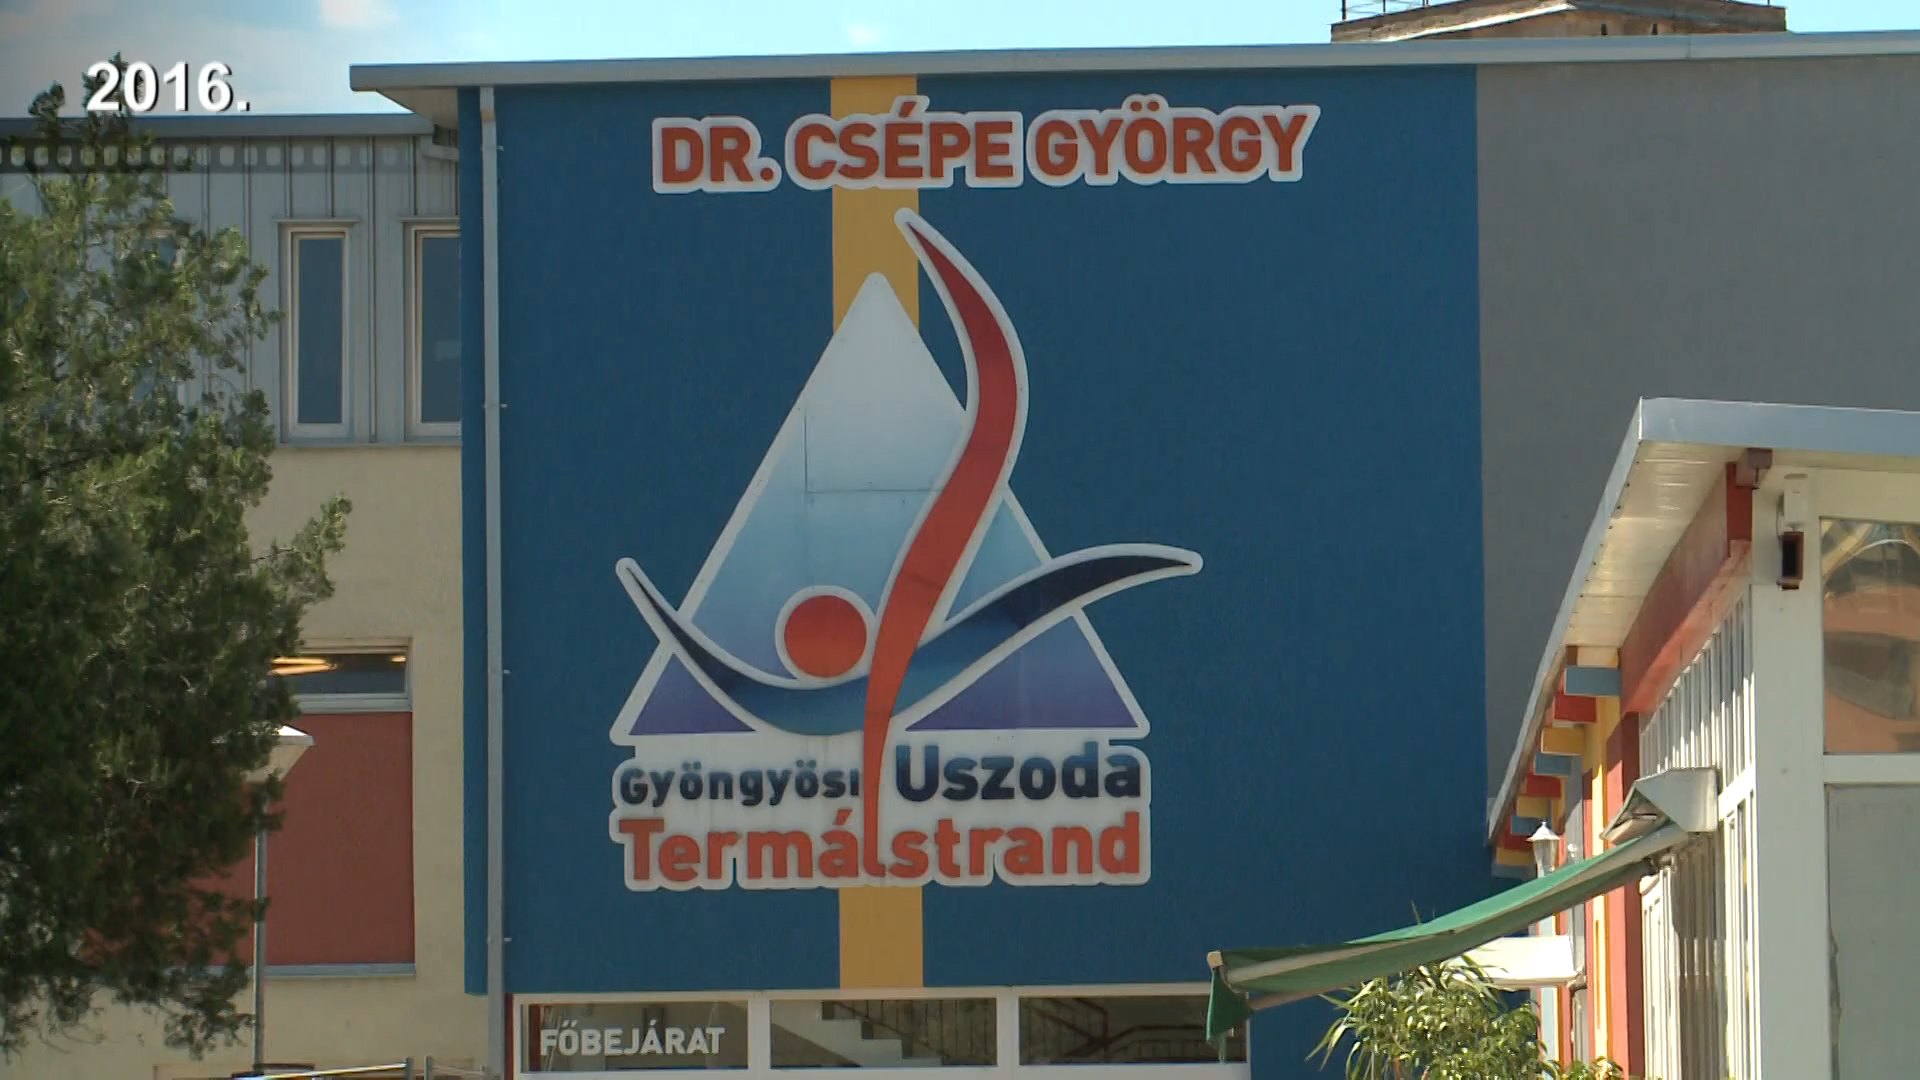 2016.
DR. CSÉPE GYÖRGY
Gyöngyösi Uszoda
Termálstrand
FŐBEJÁRAT